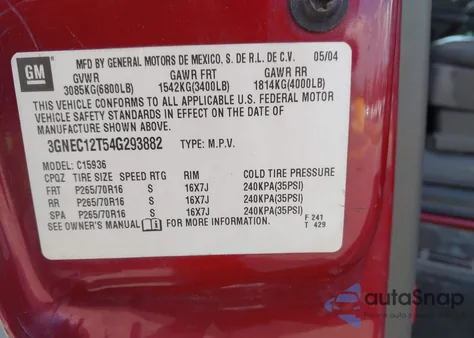 GM
MFD BY GENERAL MOTORS DE MEXICO, S. DE R.L. DE C.V. 05/04
GVWR GAWR FRT GAWR RR
3085KG(6800LB) 1542KG(3400LB) 1814KG(4000LB)
THIS VEHICLE CONFORMS TO ALL APPLICABLE U.S. FEDERAL MOTOR
VEHICLE SAFETY STANDARDS IN EFFECT ON THE DATE OF
MANUFACTURE SHOWN ABOVE.
3GNEC12T54G293882 TYPE: M.P.V.
MODEL: C15936
CPQZ TIRE SIZE SPEED RTG RIM COLD TIRE PRESSURE
FRT P265/70R16 S 16X7J 240KPA(35PSI)
RR P265/70R16 S 16X7J 240KPA(35PSI)
SPA P265/70R16 S 16X7J 240KPA(35PSI)
SEE OWNER'S MANUAL FOR MORE INFORMATION. F 241
T 429
autoSnap